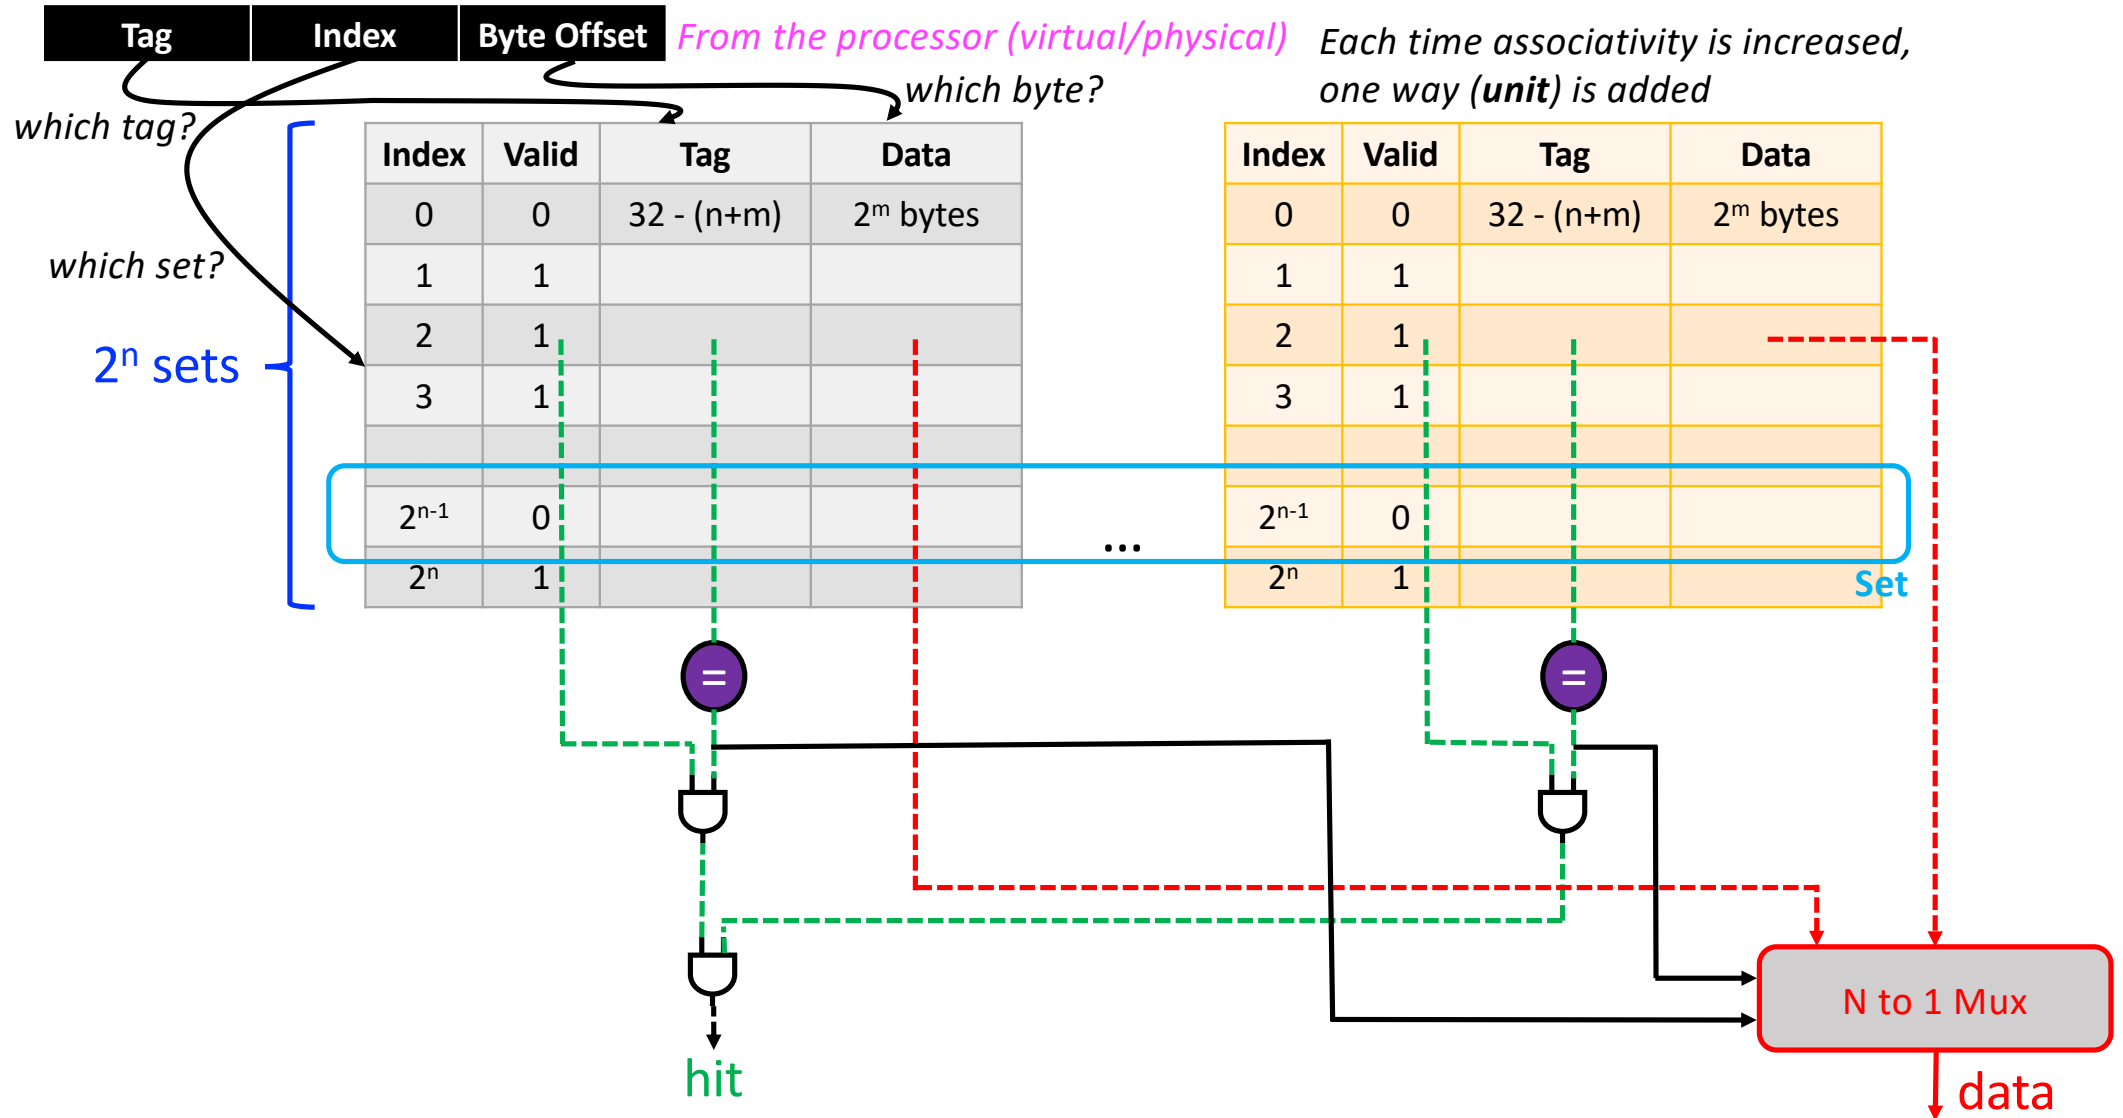 Tag Index Byte Offset From the processor (virtual/physical)
Each time associativity is increased,
one way (unit) is added
which byte?
which tag?
which set?
2ⁿ sets
Index Valid Tag Data
0 0 32 - (n+m) 2ᵐ bytes
1 1
2 1
3 1
2ⁿ⁻¹ 0
2ⁿ 1
...
Index Valid Tag Data
0 0 32 - (n+m) 2ᵐ bytes
1 1
2 1
3 1
2ⁿ⁻¹ 0
2ⁿ 1
Set
=
=
N to 1 Mux
hit
data